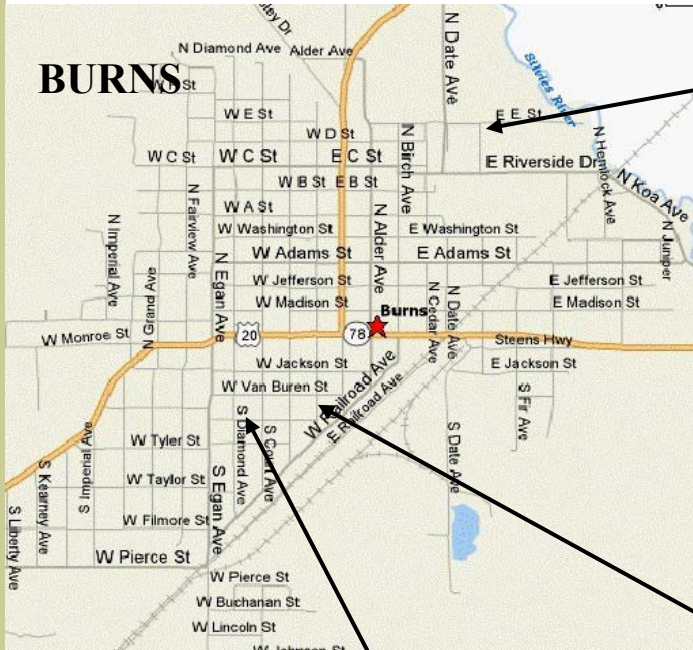 N Diamond Ave
Alder Ave
N Date Ave
BURNS
Silvies River
W E St
E E St
W D St
N Birch Ave
N Hemlock Ave
W C St
W C St
E C St
E Riverside Dr
W B St
E B St
N Koa Ave
N Fairview Ave
W A St
N Alder Ave
N Imperial Ave
W Washington St
E Washington St
N Juniper
W Adams St
E Adams St
N Egan Ave
W Jefferson St
E Jefferson St
N Grand Ave
W Madison St
N Cedar Ave
N Date Ave
E Madison St
Burns
W Monroe St
20
78
Steens Hwy
W Jackson St
E Jackson St
W Van Buren St
W Railroad Ave
E Railroad Ave
S Fir Ave
S Diamond Ave
S Court Ave
W Tyler St
S Imperial Ave
S Date Ave
S Kearney Ave
W Taylor St
S Egan Ave
S Liberty Ave
W Filmore St
W Pierce St
W Pierce St
W Buchanan St
W Lincoln St
W Johnson St